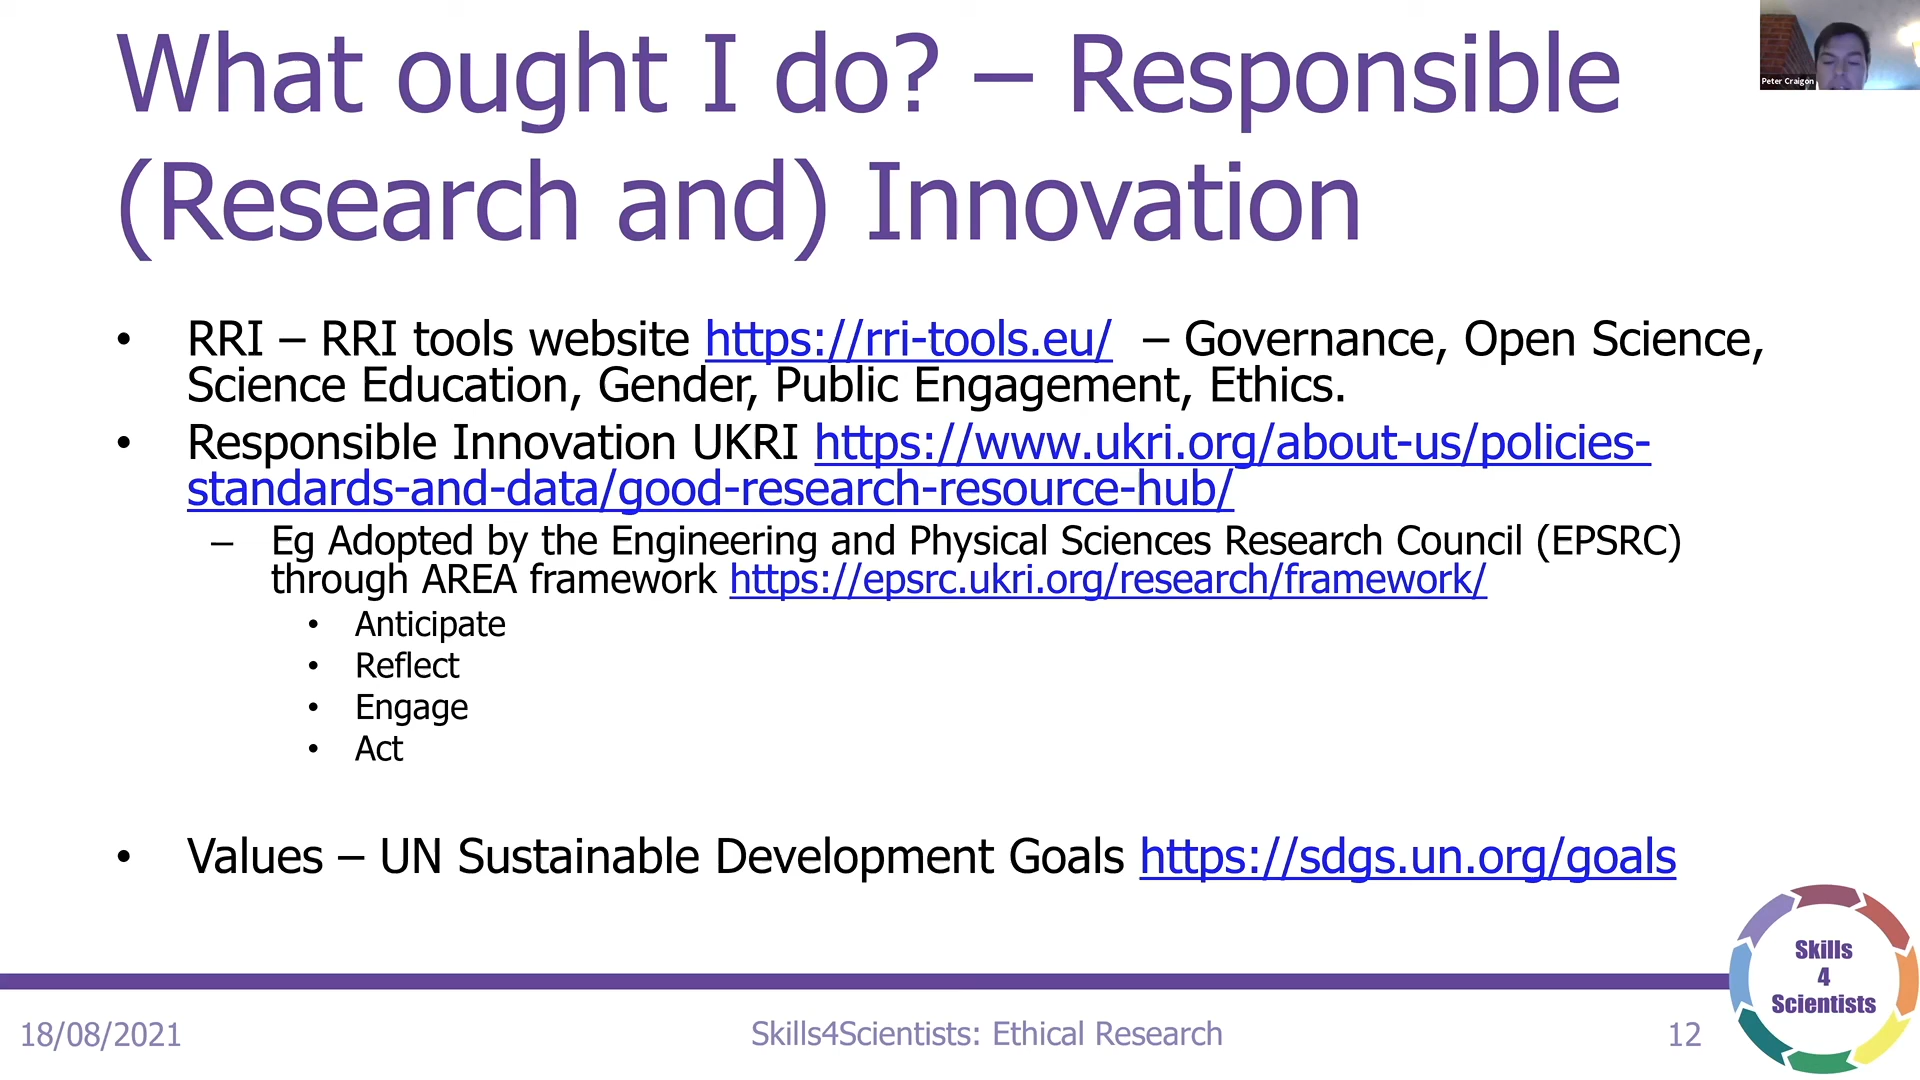 What ought I do? – Responsible
(Research and) Innovation
Peter Craigon
• RRI – RRI tools website https://rri-tools.eu/ – Governance, Open Science,
Science Education, Gender, Public Engagement, Ethics.
• Responsible Innovation UKRI https://www.ukri.org/about-us/policies-
standards-and-data/good-research-resource-hub/
– Eg Adopted by the Engineering and Physical Sciences Research Council (EPSRC)
through AREA framework https://epsrc.ukri.org/research/framework/
• Anticipate
• Reflect
• Engage
• Act
• Values – UN Sustainable Development Goals https://sdgs.un.org/goals
Skills
4
Scientists
18/08/2021
Skills4Scientists: Ethical Research
12